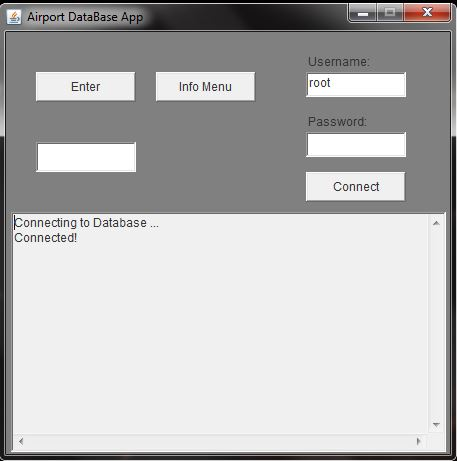 Airport DataBase App
Username:
Enter
Info Menu
root
Password:
Connect
Connecting to Database ...
Connected!